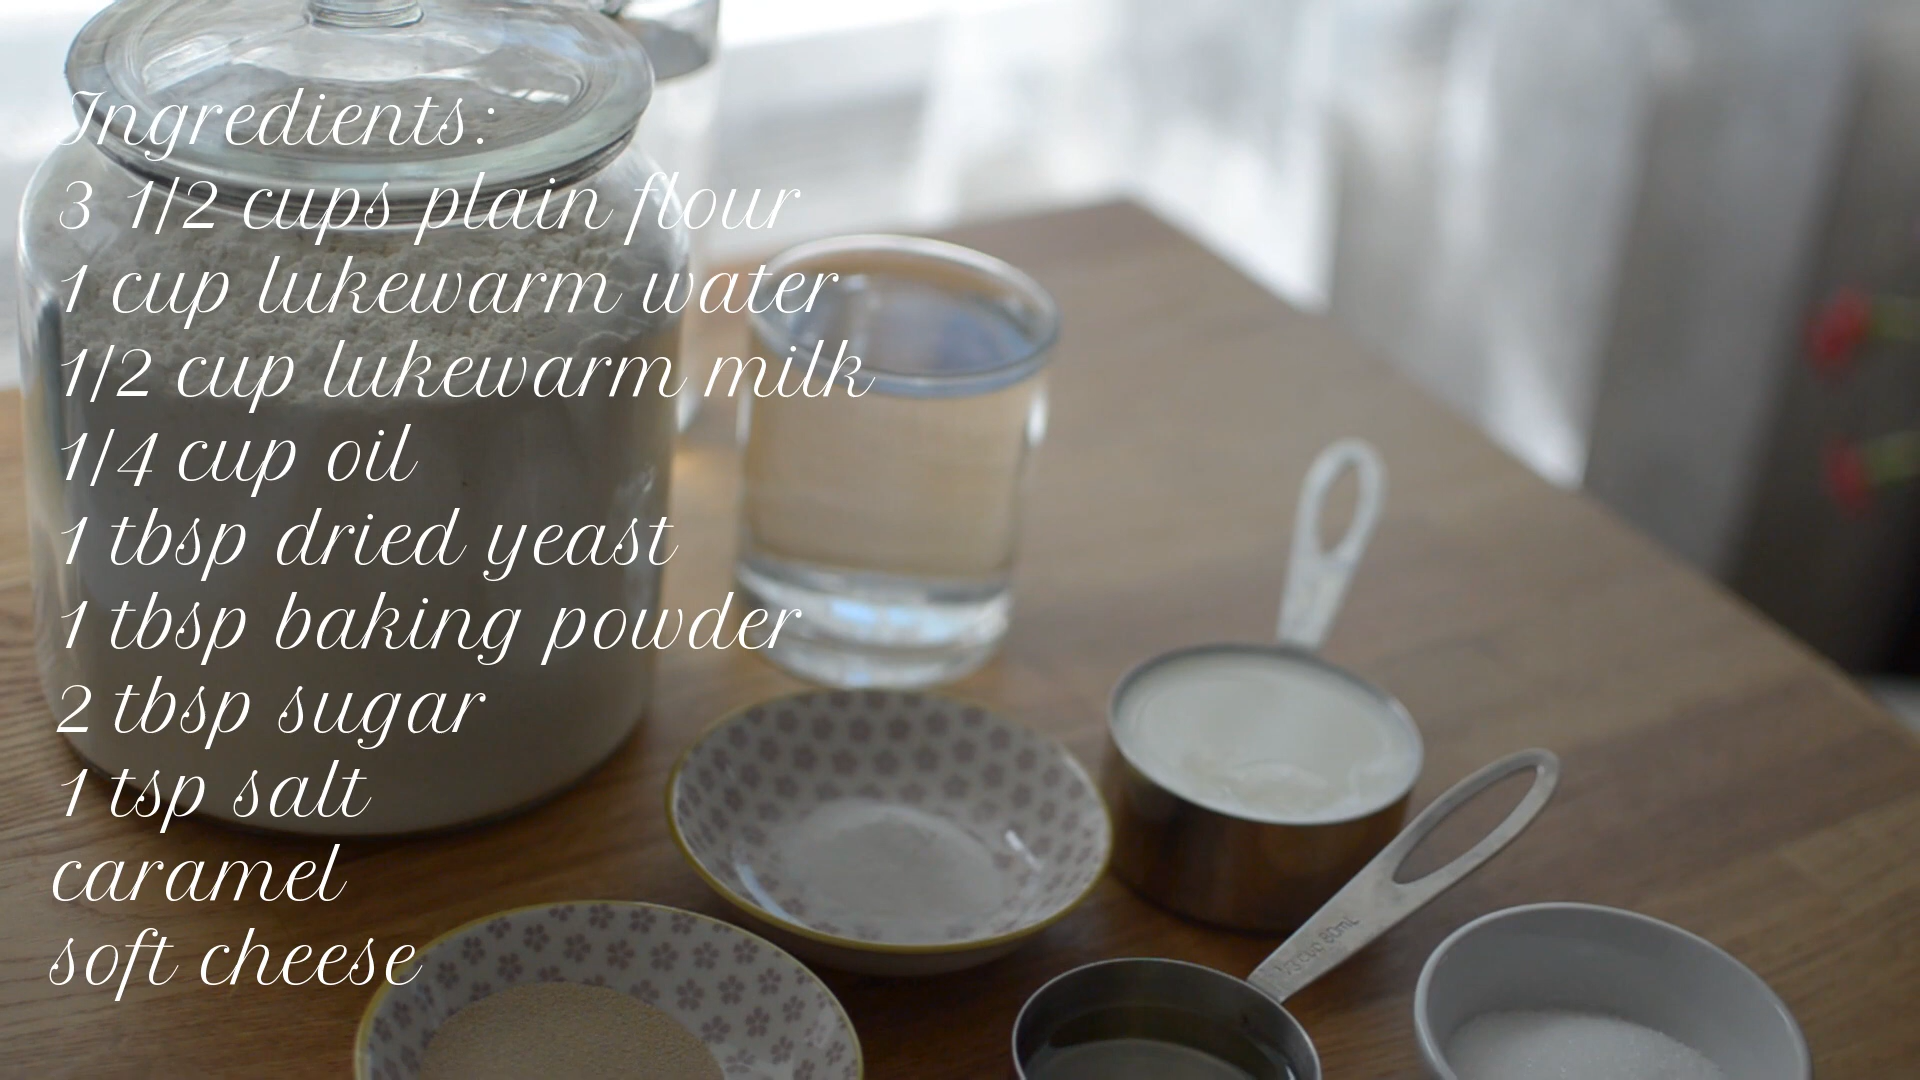 Ingredients:
3 1/2 cups plain flour
1 cup lukewarm water
1/2 cup lukewarm milk
1/4 cup oil
1 tbsp dried yeast
1 tbsp baking powder
2 tbsp sugar
1 tsp salt
caramel
soft cheese